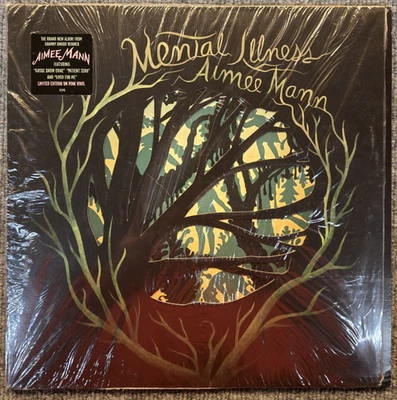 THE BRAND NEW ALBUM FROM
GRAMMY AWARD WINNER
AIMEE MANN
FEATURING
"GOOSE SNOW CONE" "PATIENT ZERO"
AND "GOOD FOR ME"
LIMITED EDITION ON PINK VINYL
Mental Illness
Aimee Mann